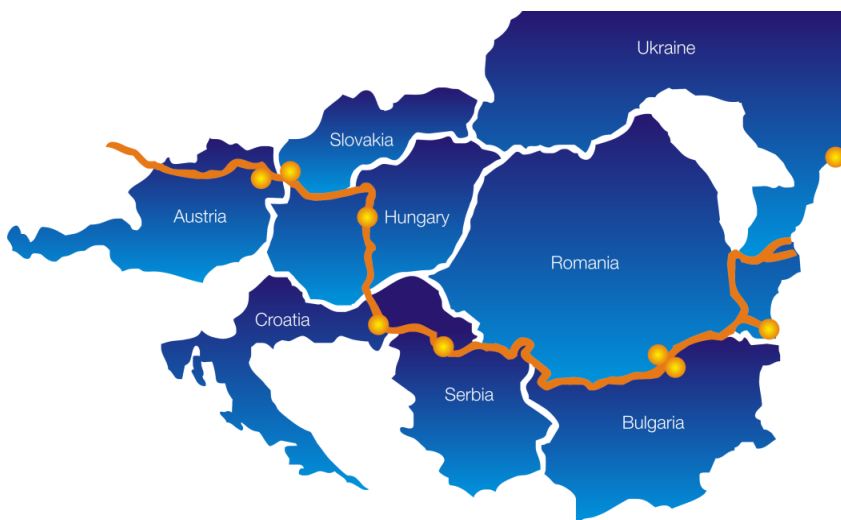 Ukraine
Slovakia
Austria
Hungary
Romania
Croatia
Serbia
Bulgaria